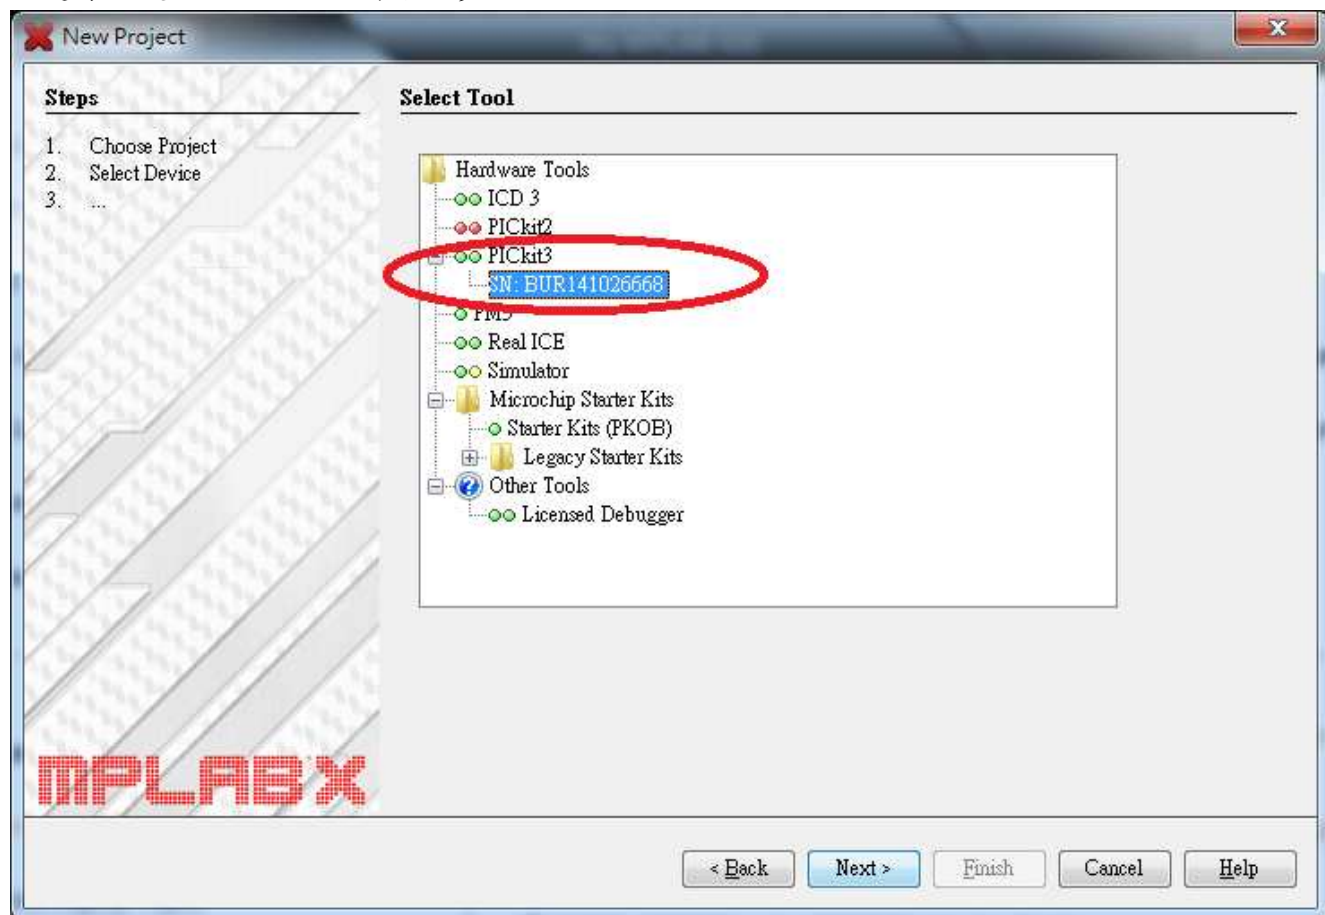 New Project
Steps
1. Choose Project
2. Select Device
3. ...
Select Tool
Hardware Tools
ICD 3
PICkit2
PICkit3
SN: BUR141026668
PM3
Real ICE
Simulator
Microchip Starter Kits
Starter Kits (PKOB)
Legacy Starter Kits
Other Tools
Licensed Debugger
MPLAB X
< Back Next > Finish Cancel Help